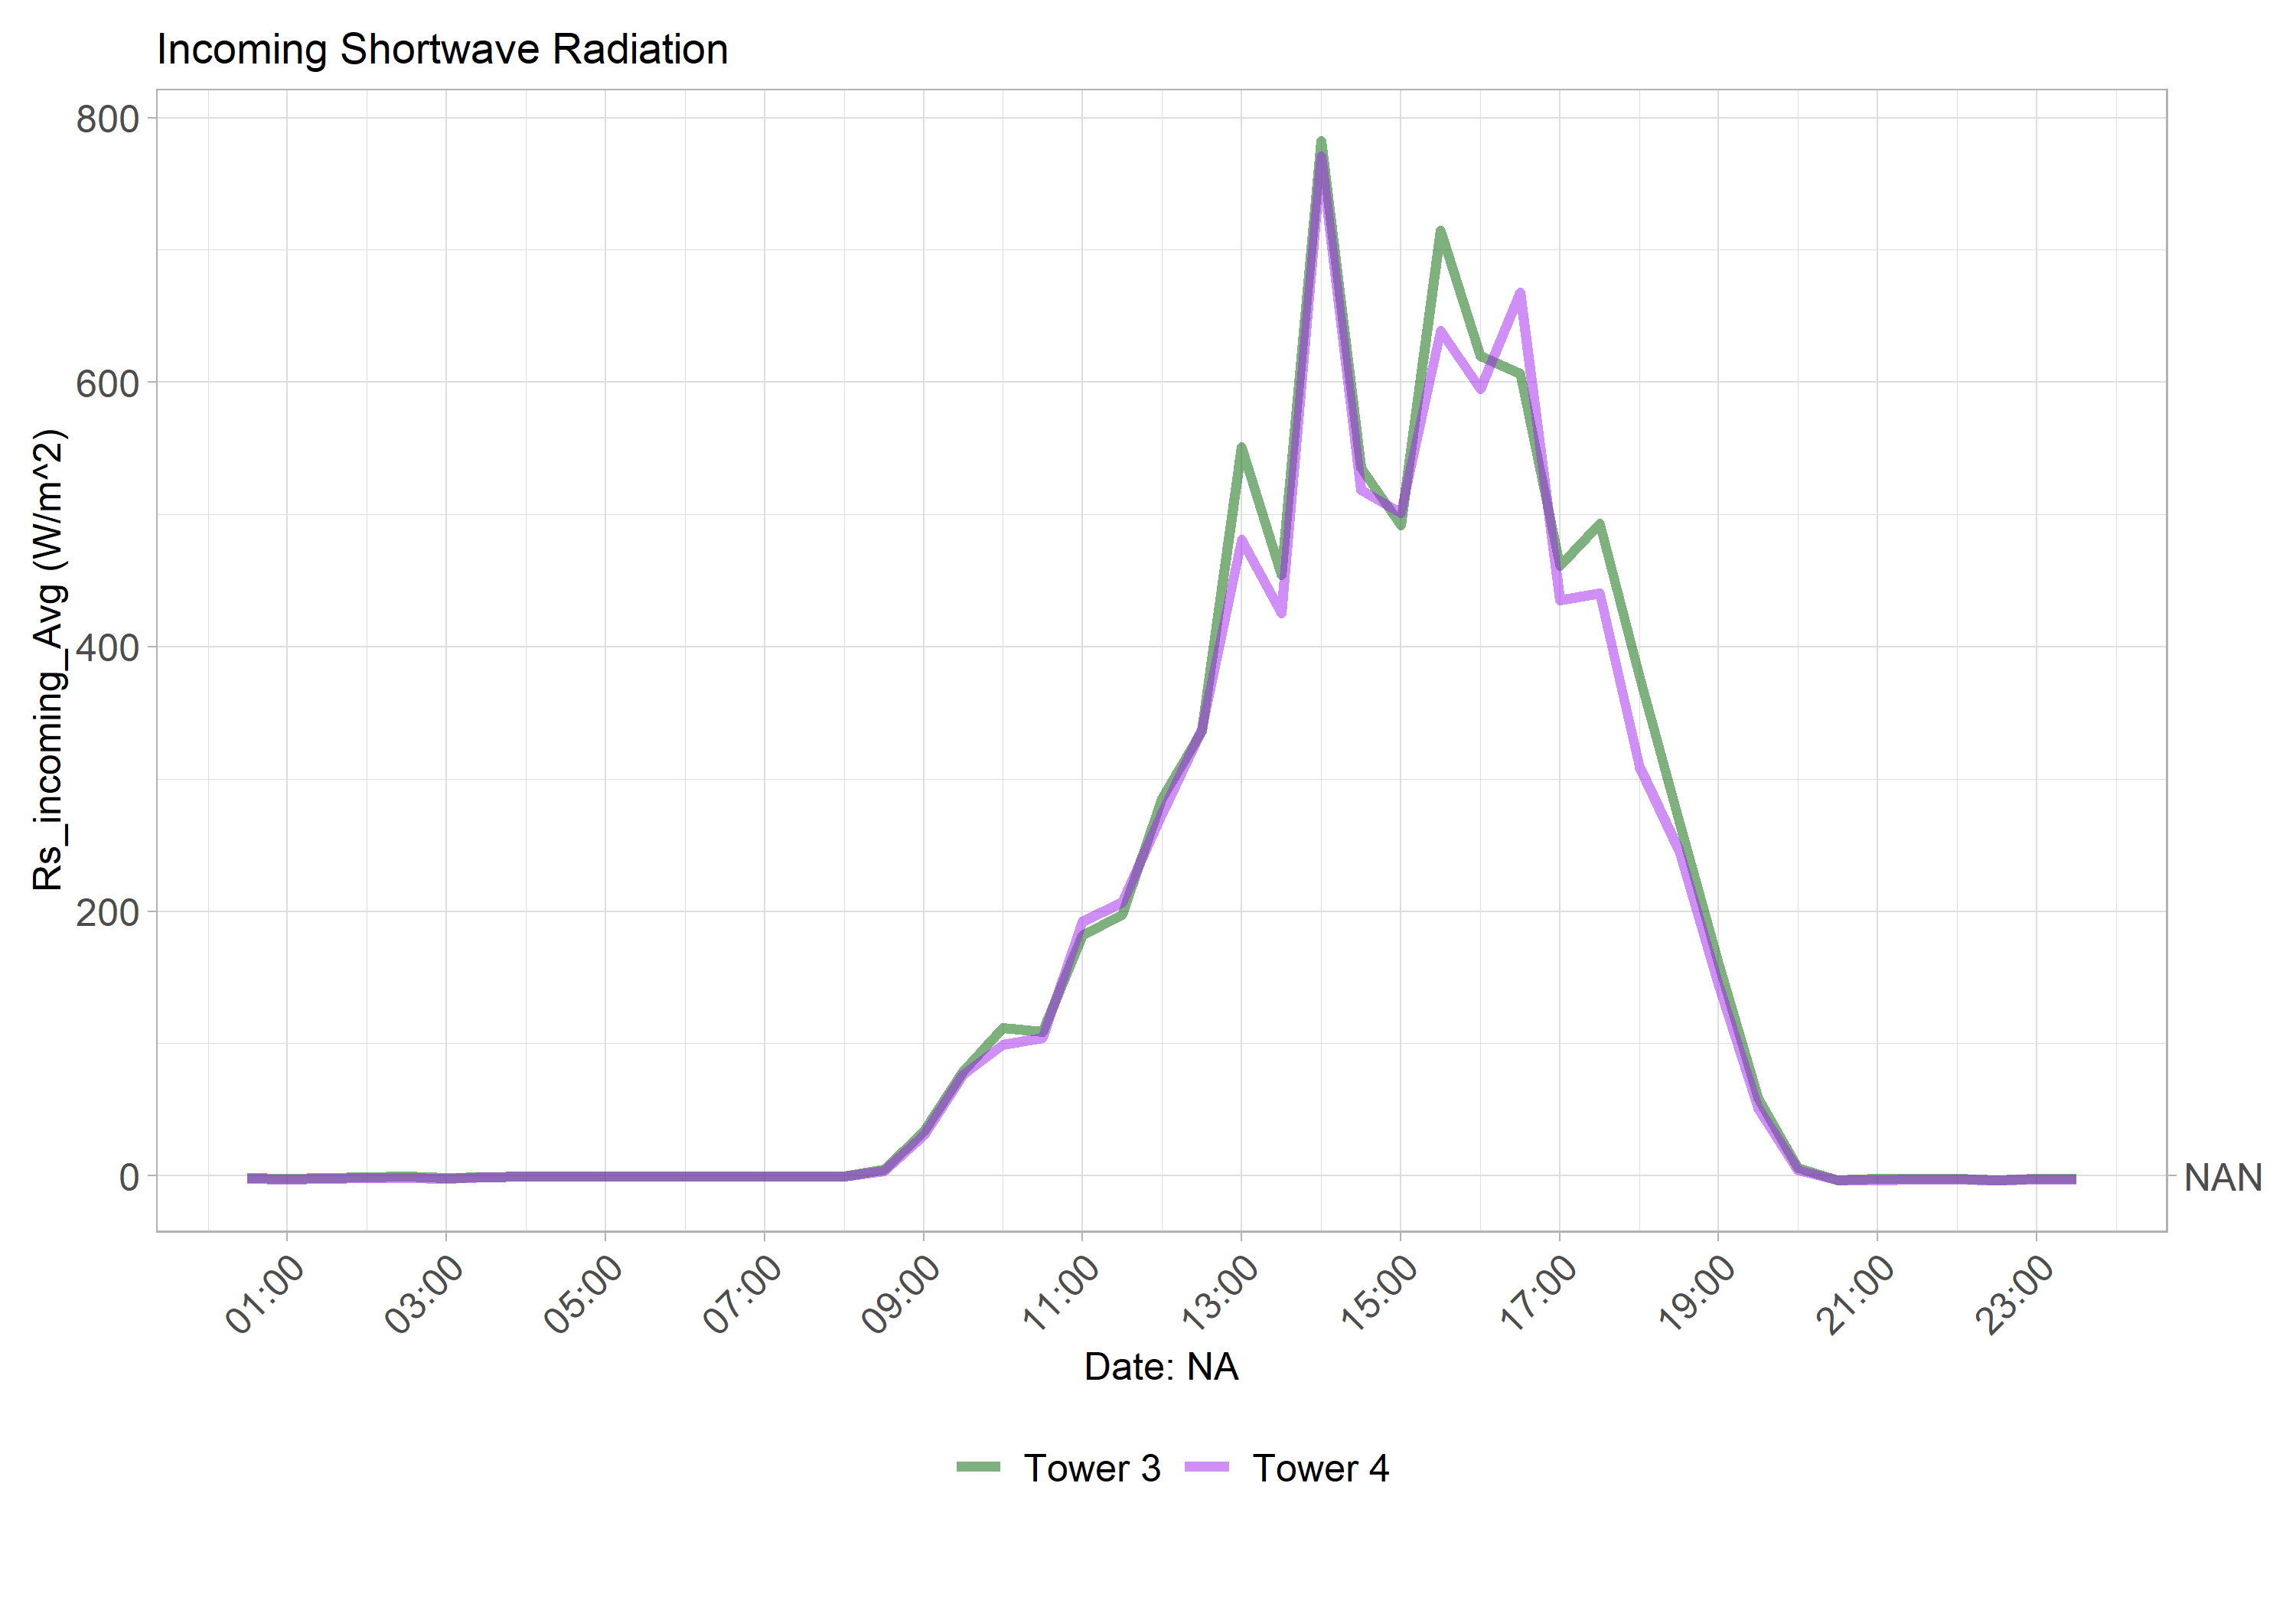 Incoming Shortwave Radiation
Rs_incoming_Avg (W/m^2)
800
600
400
200
0
NAN
01:00
03:00
05:00
07:00
09:00
11:00
13:00
15:00
17:00
19:00
21:00
23:00
Date: NA
Tower 3
Tower 4